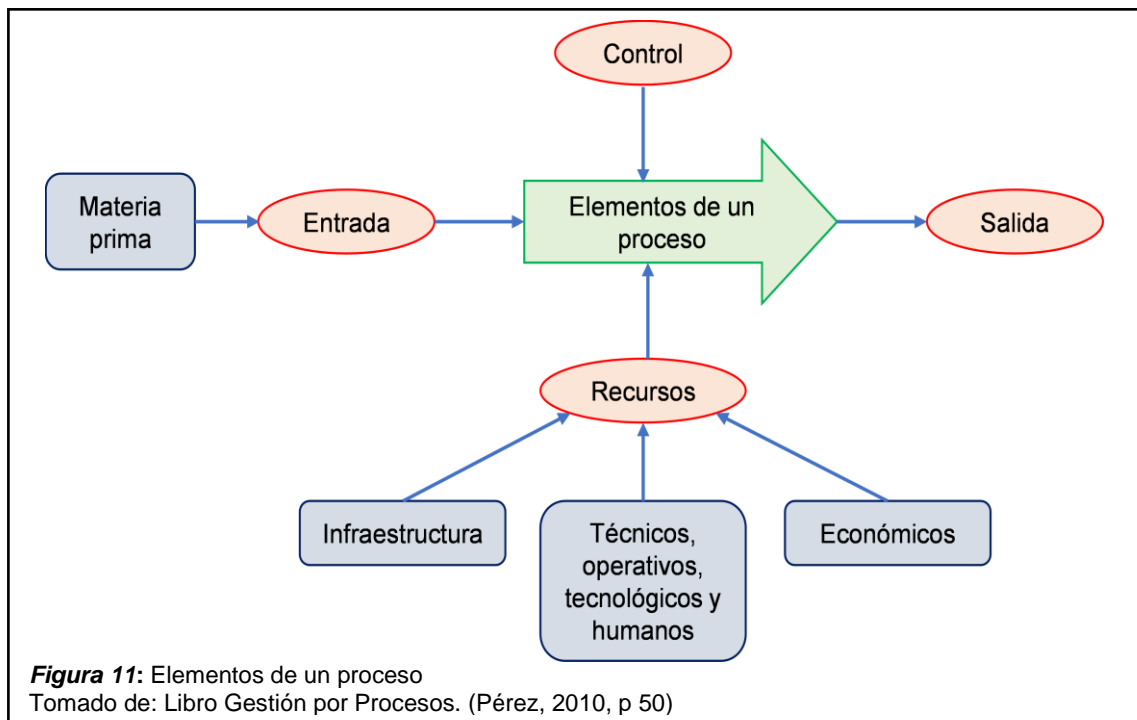 Control
Materia
prima
Entrada
Elementos de un
proceso
Salida
Recursos
Infraestructura
Técnicos,
operativos,
tecnológicos y
humanos
Económicos
Figura 11: Elementos de un proceso
Tomado de: Libro Gestión por Procesos. (Pérez, 2010, p 50)